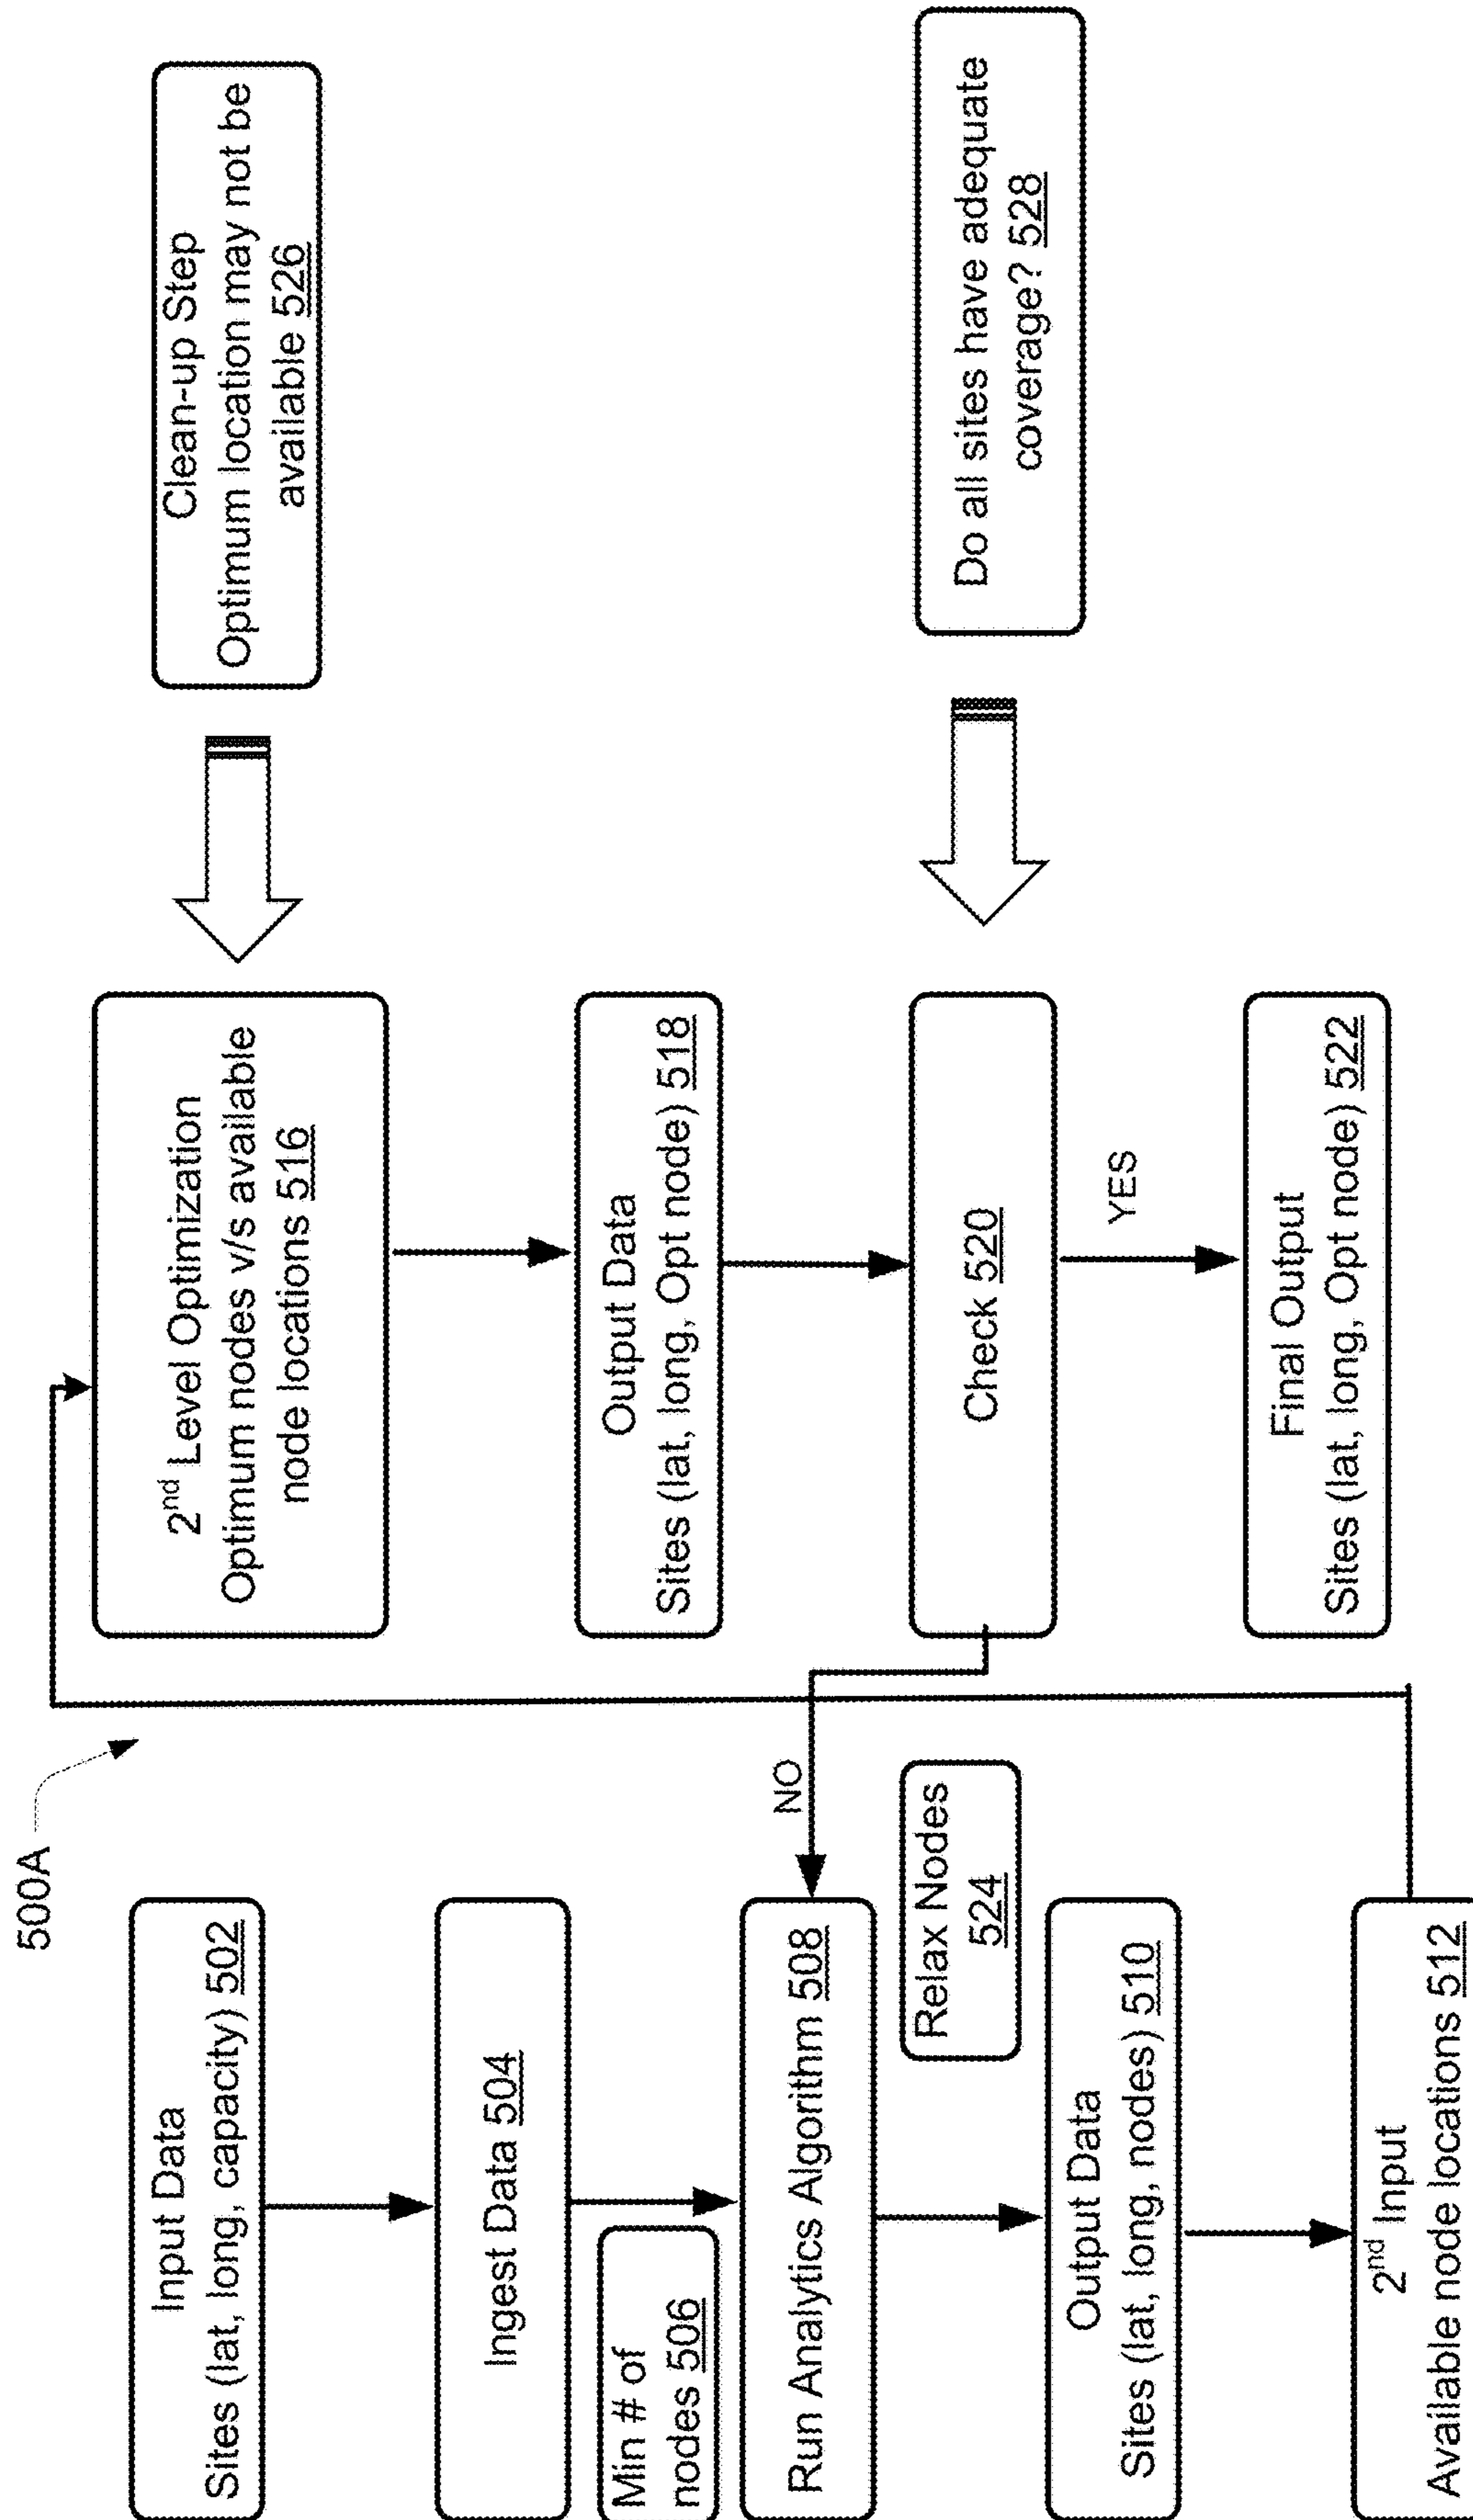 500A
Input Data
Sites (lat, long, capacity) 502
Ingest Data 504
Min # of
nodes 506
Run Analytics Algorithm 508
NO
Relax Nodes
524
Output Data
Sites (lat, long, nodes) 510
2nd Input
Available node locations 512
2nd Level Optimization
Optimum nodes v/s available
node locations 516
Output Data
Sites (lat, long, Opt node) 518
Check 520
YES
Final Output
Sites (lat, long, Opt node) 522
Clean-up Step
Optimum location may not be
available 526
Do all sites have adequate
coverage? 528